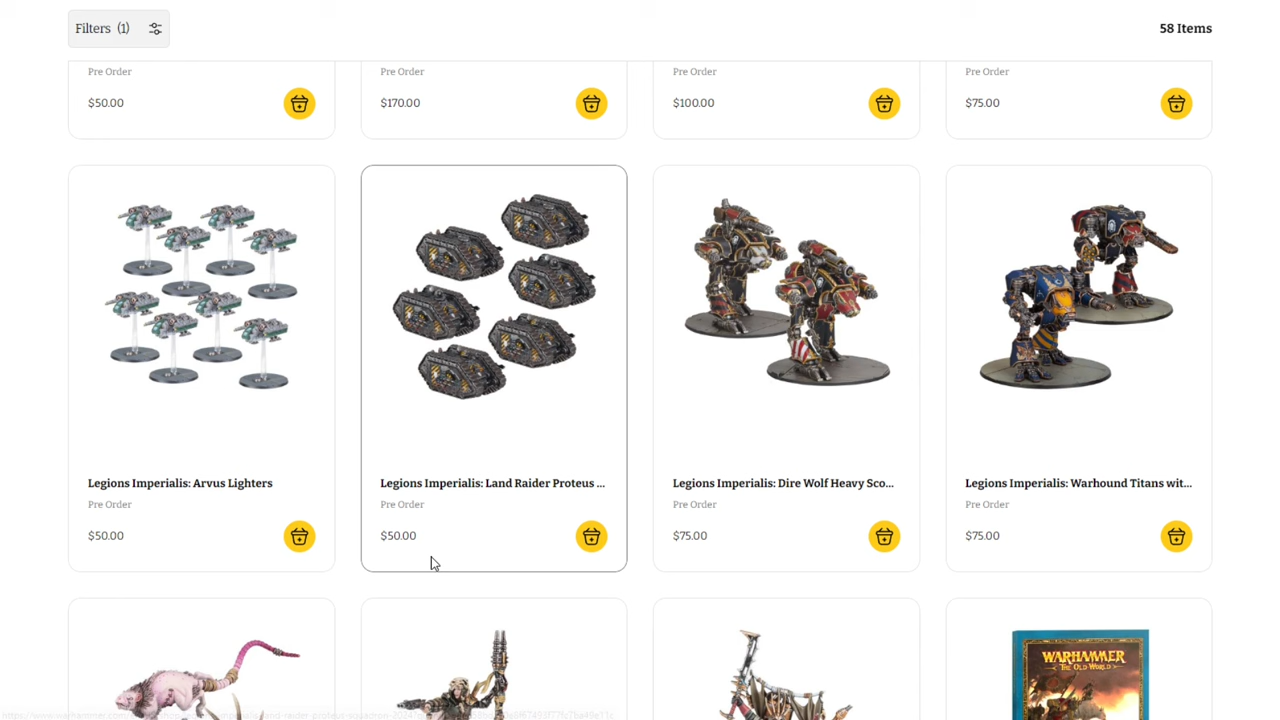 Filters (1)
58 Items
Pre Order
Pre Order
Pre Order
Pre Order
$50.00
$170.00
$100.00
$75.00
Legions Imperialis: Arvus Lighters
Legions Imperialis: Land Raider Proteus ...
Legions Imperialis: Dire Wolf Heavy Sco...
Legions Imperialis: Warhound Titans wit...
Pre Order
Pre Order
Pre Order
Pre Order
$50.00
$50.00
$75.00
$75.00
WARHAMMER
THE OLD WORLD